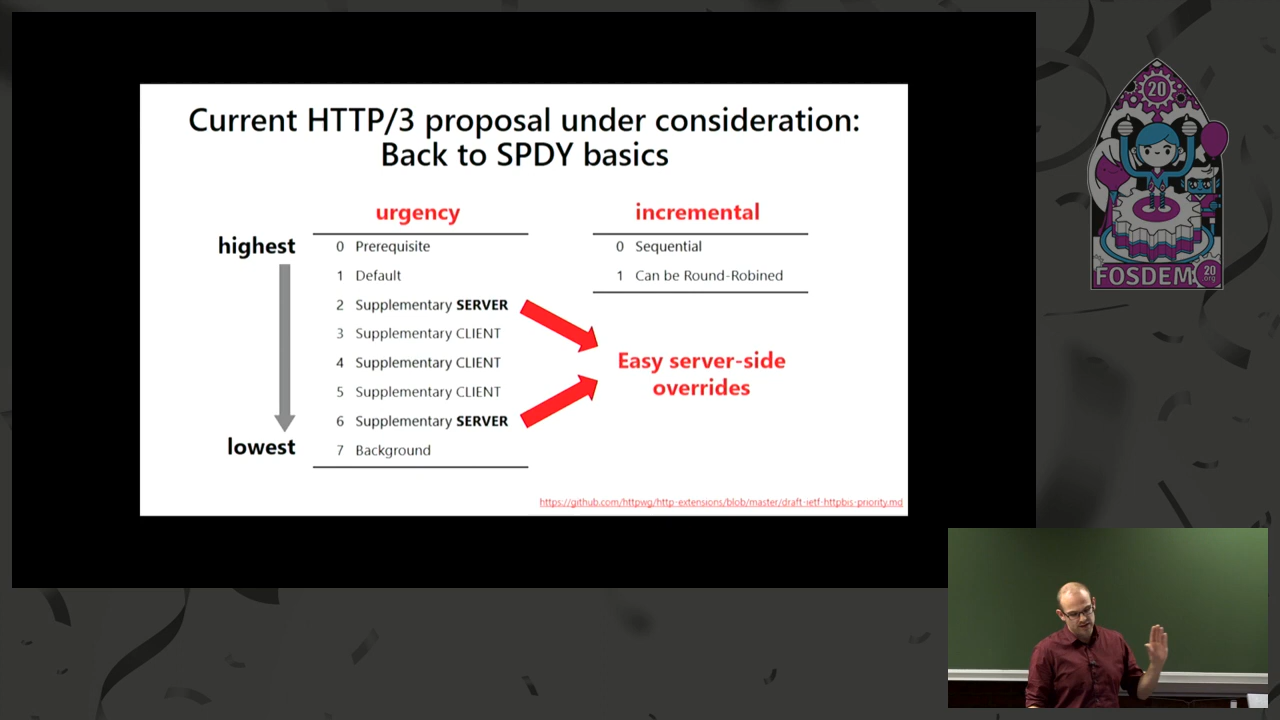 Current HTTP/3 proposal under consideration:
Back to SPDY basics
urgency
incremental
highest
0 Prerequisite
1 Default
2 Supplementary SERVER
3 Supplementary CLIENT
4 Supplementary CLIENT
5 Supplementary CLIENT
6 Supplementary SERVER
7 Background
lowest
0 Sequential
1 Can be Round-Robined
Easy server-side
overrides
https://github.com/httpwg/http-extensions/blob/master/draft-ietf-httpbis-priority.md
20
FOSDEM
20
.org